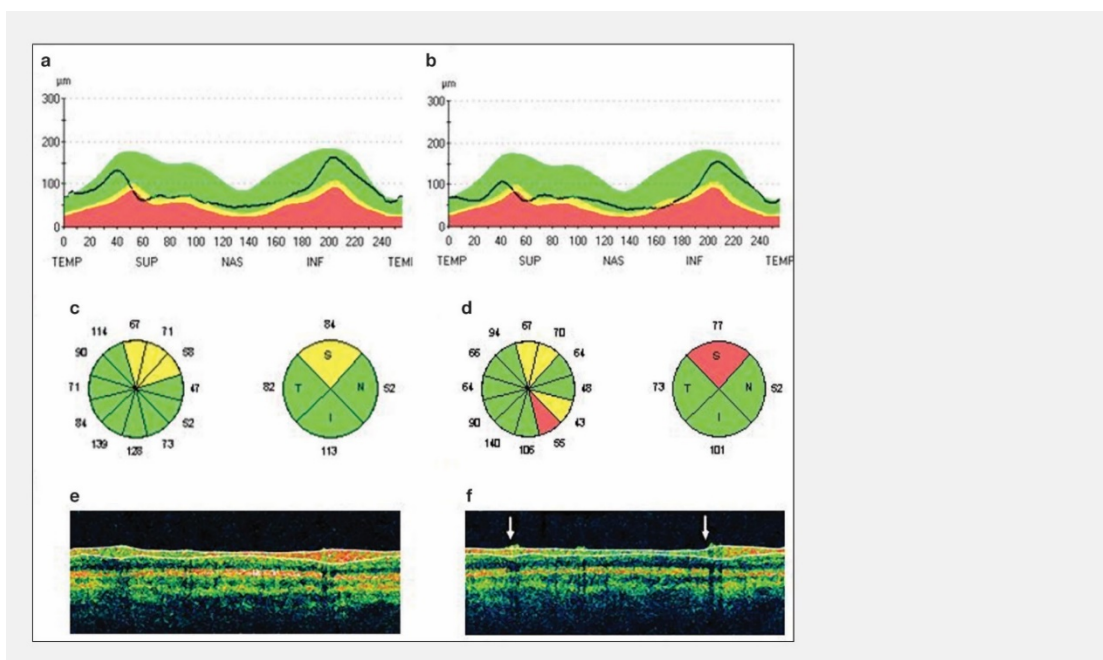 a
b
µm
µm
300
300
200
200
100
100
0
0
0 20 40 60 80 100 120 140 160 180 200 220 240
0 20 40 60 80 100 120 140 160 180 200 220 240
TEMP SUP NAS INF TEMI
TEMP SUP NAS INF TEMP
c
d
114 67 71 90 58 71 47 84 52 139 128 73
84
S
82 T N 52
I
113
94 67 70 66 64 64 48 90 43 140 106 55
77
S
73 T N 52
I
101
e
f